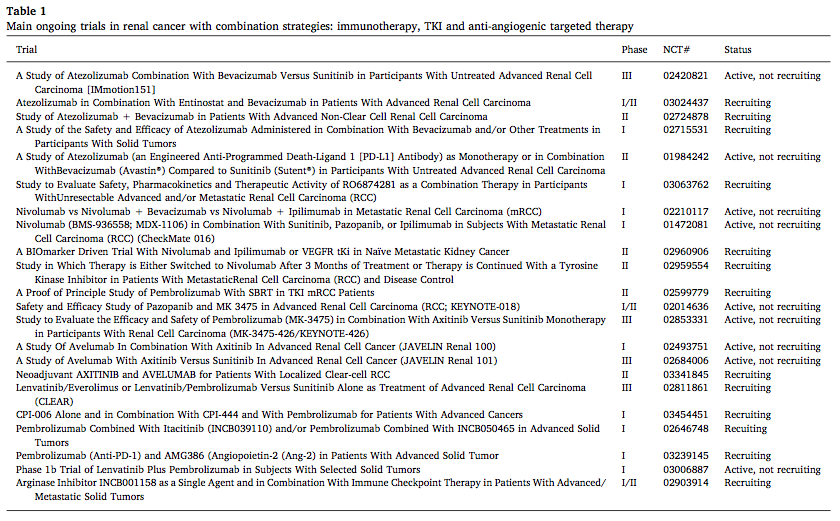 Table 1
Main ongoing trials in renal cancer with combination strategies: immunotherapy, TKI and anti-angiogenic targeted therapy
Trial Phase NCT# Status
A Study of Atezolizumab Combination With Bevacizumab Versus Sunitinib in Participants With Untreated Advanced Renal Cell III 02420821 Active, not recruiting
Carcinoma [IMmotion151]
Atezolizumab in Combination With Entinostat and Bevacizumab in Patients With Advanced Renal Cell Carcinoma I/II 03024437 Recruiting
Study of Atezolizumab + Bevacizumab in Patients With Advanced Non-Clear Cell Renal Cell Carcinoma II 02724878 Recruiting
A Study of the Safety and Efficacy of Atezolizumab Administered in Combination With Bevacizumab and/or Other Treatments in I 02715531 Recruiting
Participants With Solid Tumors
A Study of Atezolizumab (an Engineered Anti-Programmed Death-Ligand 1 [PD-L1] Antibody) as Monotherapy or in Combination II 01984242 Active, not recruiting
WithBevacizumab (Avastin®) Compared to Sunitinib (Sutent®) in Participants With Untreated Advanced Renal Cell Carcinoma
Study to Evaluate Safety, Pharmacokinetics and Therapeutic Activity of RO6874281 as a Combination Therapy in Participants I 03063762 Recruiting
WithUnresectable Advanced and/or Metastatic Renal Cell Carcinoma (RCC)
Nivolumab vs Nivolumab + Bevacizumab vs Nivolumab + Ipilimumab in Metastatic Renal Cell Carcinoma (mRCC) I 02210117 Active, not recruiting
Nivolumab (BMS-936558; MDX-1106) in Combination With Sunitinib, Pazopanib, or Ipilimumab in Subjects With Metastatic Renal I 01472081 Active, not recruiting
Cell Carcinoma (RCC) (CheckMate 016)
A BIOmarker Driven Trial With Nivolumab and Ipilimumab or VEGFR tKi in Naïve Metastatic Kidney Cancer II 02960906 Recruiting
Study in Which Therapy is Either Switched to Nivolumab After 3 Months of Treatment or Therapy is Continued With a Tyrosine II 02959554 Recruiting
Kinase Inhibitor in Patients With MetastaticRenal Cell Carcinoma (RCC) and Disease Control
A Proof of Principle Study of Pembrolizumab With SBRT in TKI mRCC Patients II 02599779 Recruiting
Safety and Efficacy Study of Pazopanib and MK 3475 in Advanced Renal Cell Carcinoma (RCC; KEYNOTE-018) I/II 02014636 Active, not recruiting
Study to Evaluate the Efficacy and Safety of Pembrolizumab (MK-3475) in Combination With Axitinib Versus Sunitinib Monotherapy III 02853331 Active, not recruiting
in Participants With Renal Cell Carcinoma (MK-3475-426/KEYNOTE-426)
A Study Of Avelumab In Combination With Axitinib In Advanced Renal Cell Cancer (JAVELIN Renal 100) I 02493751 Active, not recruiting
A Study of Avelumab With Axitinib Versus Sunitinib In Advanced Renal Cell Cancer (JAVELIN Renal 101) III 02684006 Active, not recruiting
Neoadjuvant AXITINIB and AVELUMAB for Patients With Localized Clear-cell RCC II 03341845 Recruiting
Lenvatinib/Everolimus or Lenvatinib/Pembrolizumab Versus Sunitinib Alone as Treatment of Advanced Renal Cell Carcinoma III 02811861 Recruiting
(CLEAR)
CPI-006 Alone and in Combination With CPI-444 and With Pembrolizumab for Patients With Advanced Cancers I 03454451 Recruiting
Pembrolizumab Combined With Itacitinib (INCB039110) and/or Pembrolizumab Combined With INCB050465 in Advanced Solid I 02646748 Recuiting
Tumors
Pembrolizumab (Anti-PD-1) and AMG386 (Angiopoietin-2 (Ang-2) in Patients With Advanced Solid Tumor I 03239145 Recruiting
Phase 1b Trial of Lenvatinib Plus Pembrolizumab in Subjects With Selected Solid Tumors I 03006887 Active, not recruiting
Arginase Inhibitor INCB001158 as a Single Agent and in Combination With Immune Checkpoint Therapy in Patients With Advanced/ I/II 02903914 Recruiting
Metastatic Solid Tumors